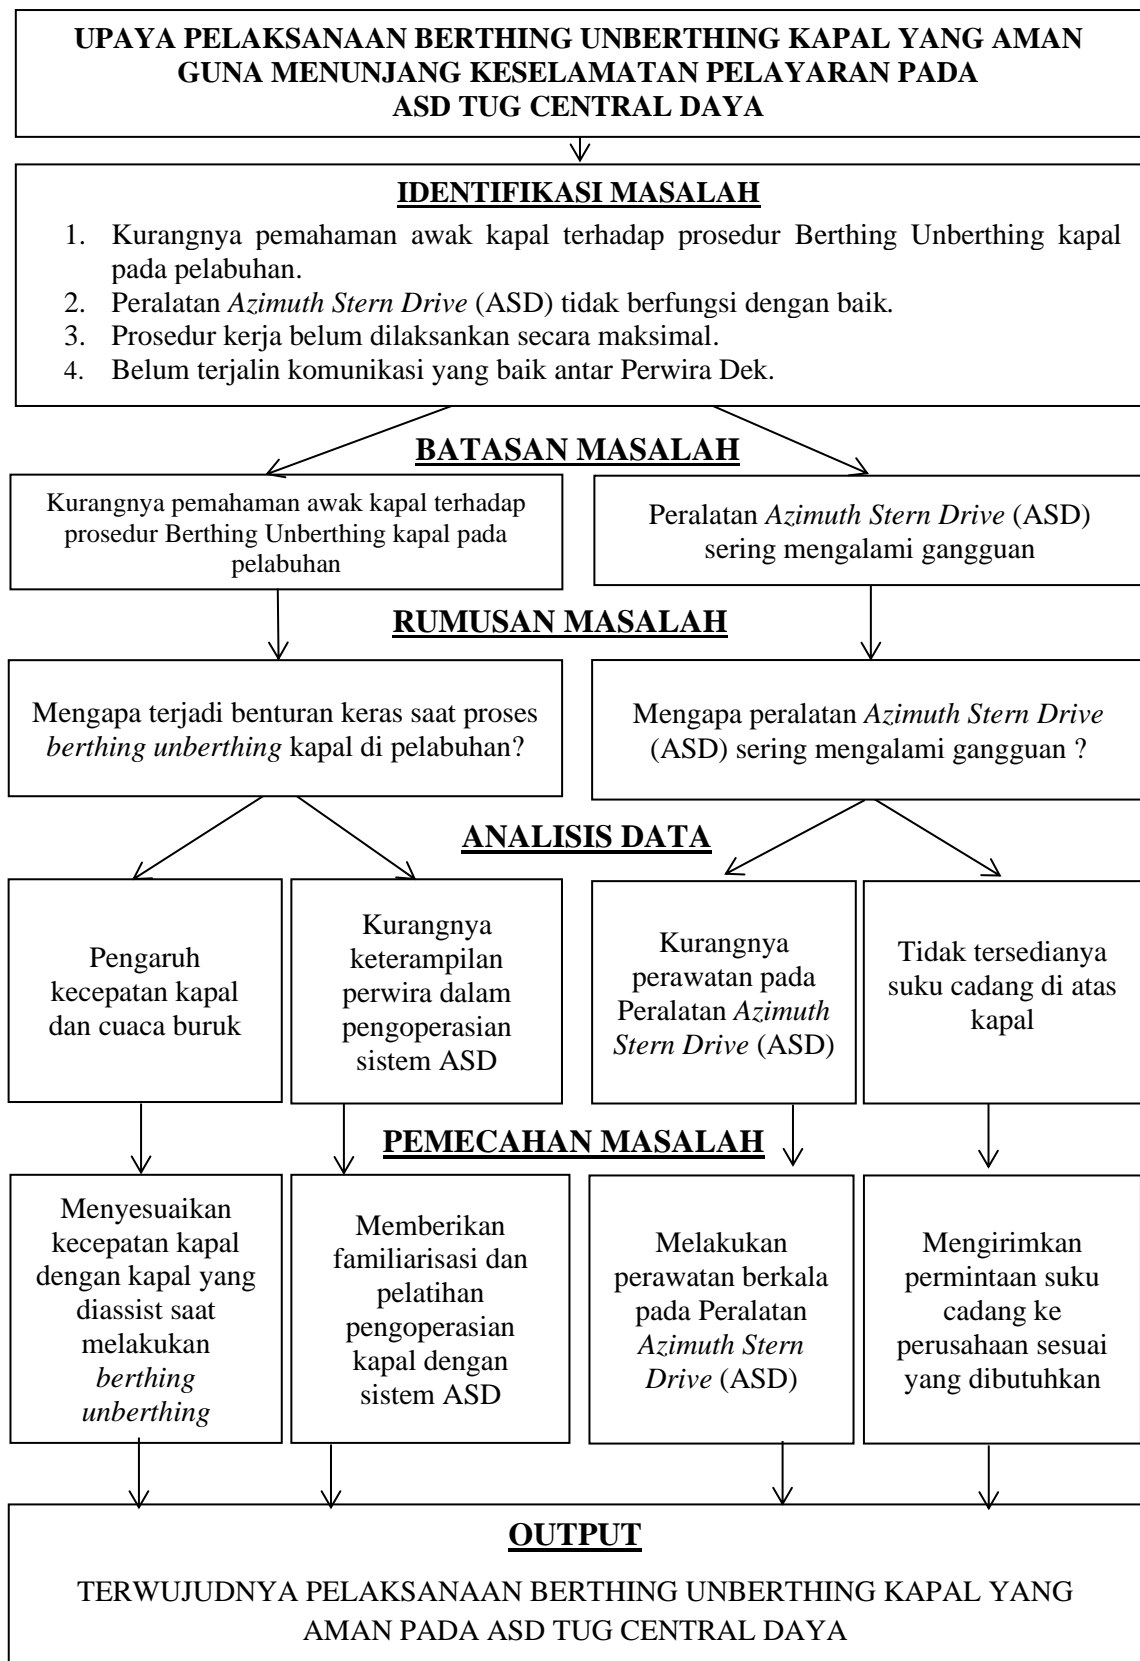 UPAYA PELAKSANAAN BERTHING UNBERTHING KAPAL YANG AMAN
GUNA MENUNJANG KESELAMATAN PELAYARAN PADA
ASD TUG CENTRAL DAYA
IDENTIFIKASI MASALAH
1. Kurangnya pemahaman awak kapal terhadap prosedur Berthing Unberthing kapal
pada pelabuhan.
2. Peralatan Azimuth Stern Drive (ASD) tidak berfungsi dengan baik.
3. Prosedur kerja belum dilaksankan secara maksimal.
4. Belum terjalin komunikasi yang baik antar Perwira Dek.
BATASAN MASALAH
Kurangnya pemahaman awak kapal terhadap
prosedur Berthing Unberthing kapal pada
pelabuhan
Peralatan Azimuth Stern Drive (ASD)
sering mengalami gangguan
RUMUSAN MASALAH
Mengapa terjadi benturan keras saat proses
berthing unberthing kapal di pelabuhan?
Mengapa peralatan Azimuth Stern Drive
(ASD) sering mengalami gangguan ?
ANALISIS DATA
Pengaruh
kecepatan kapal
dan cuaca buruk
Kurangnya
keterampilan
perwira dalam
pengoperasian
sistem ASD
Kurangnya
perawatan pada
Peralatan Azimuth
Stern Drive (ASD)
Tidak tersedianya
suku cadang di atas
kapal
PEMECAHAN MASALAH
Menyesuaikan
kecepatan kapal
dengan kapal yang
diassist saat
melakukan
berthing
unberthing
Memberikan
familiarisasi dan
pelatihan
pengoperasian
kapal dengan
sistem ASD
Melakukan
perawatan berkala
pada Peralatan
Azimuth Stern
Drive (ASD)
Mengirimkan
permintaan suku
cadang ke
perusahaan sesuai
yang dibutuhkan
OUTPUT
TERWUJUDNYA PELAKSANAAN BERTHING UNBERTHING KAPAL YANG
AMAN PADA ASD TUG CENTRAL DAYA